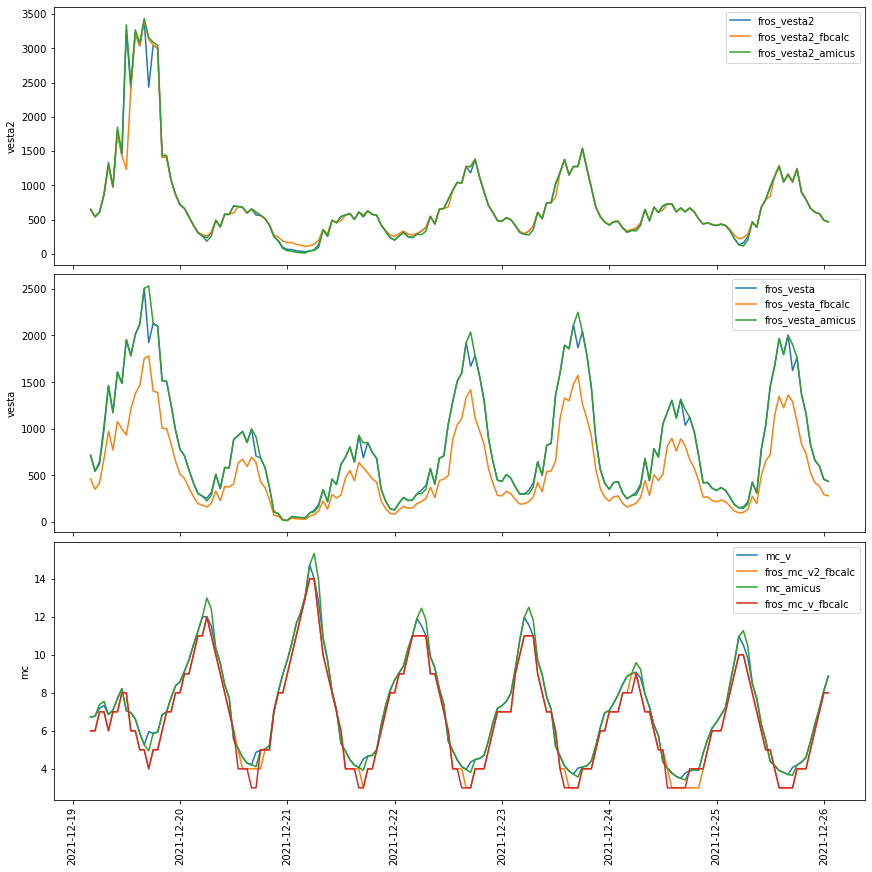 3500
3000
2500
2000
1500
1000
500
0
vesta2
fros_vesta2
fros_vesta2_fbcalc
fros_vesta2_amicus
2500
2000
1500
1000
500
0
vesta
fros_vesta
fros_vesta_fbcalc
fros_vesta_amicus
14
12
10
8
6
4
mc
mc_v
fros_mc_v2_fbcalc
mc_amicus
fros_mc_v_fbcalc
2021-12-19
2021-12-20
2021-12-21
2021-12-22
2021-12-23
2021-12-24
2021-12-25
2021-12-26